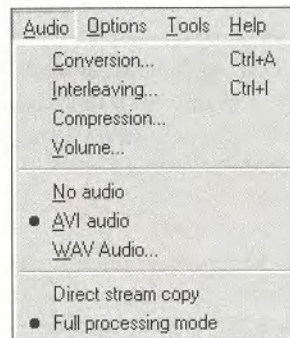 Audio Options Tools Help
Conversion... Ctrl+A
Interleaving... Ctrl+I
Compression...
Volume...
No audio
AVI audio
WAV Audio...
Direct stream copy
Full processing mode